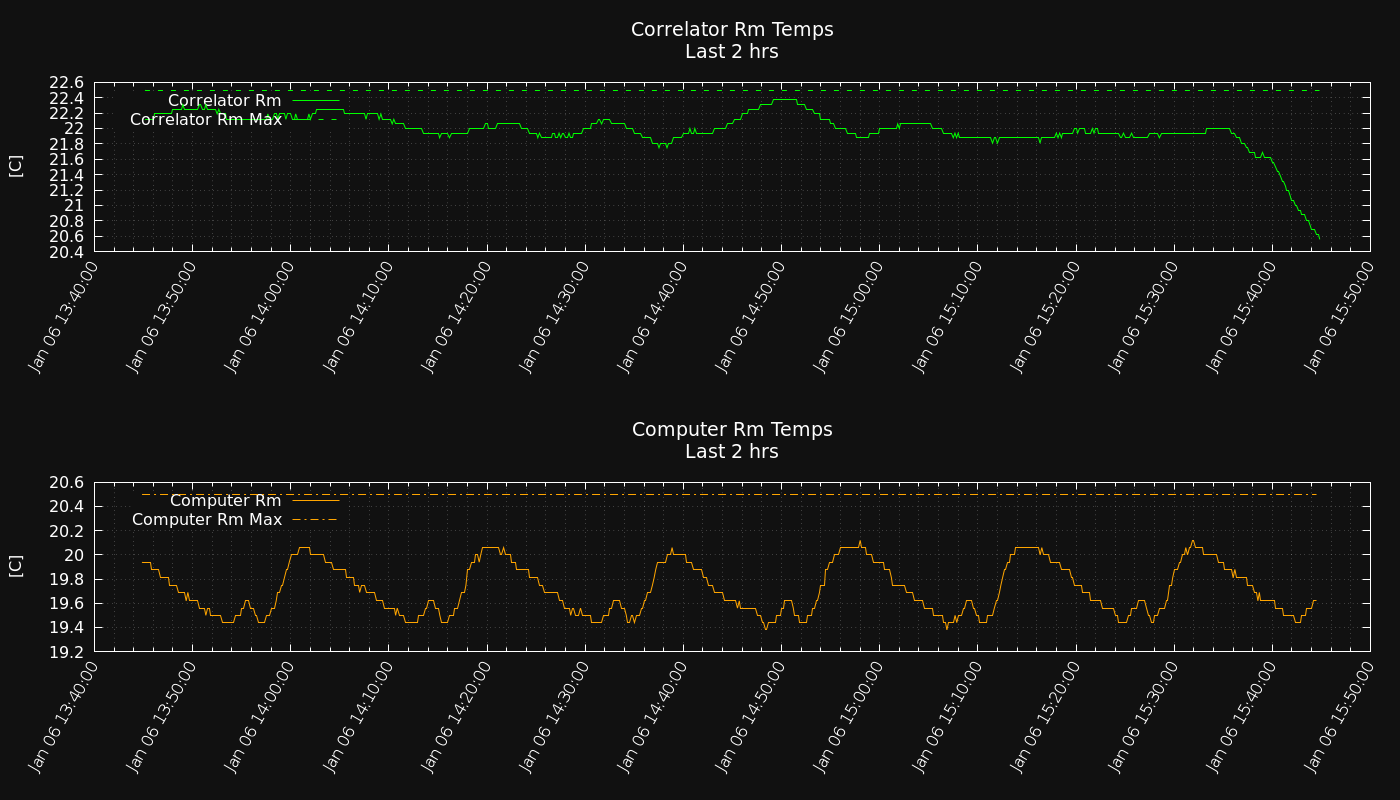 Correlator Rm Temps
Last 2 hrs
[C]
22.6
22.4
22.2
22
21.8
21.6
21.4
21.2
21
20.8
20.6
20.4
Correlator Rm
Correlator Rm Max
Jan 06 13:40:00
Jan 06 13:50:00
Jan 06 14:00:00
Jan 06 14:10:00
Jan 06 14:20:00
Jan 06 14:30:00
Jan 06 14:40:00
Jan 06 14:50:00
Jan 06 15:00:00
Jan 06 15:10:00
Jan 06 15:20:00
Jan 06 15:30:00
Jan 06 15:40:00
Jan 06 15:50:00
Computer Rm Temps
Last 2 hrs
[C]
20.6
20.4
20.2
20
19.8
19.6
19.4
19.2
Computer Rm
Computer Rm Max
Jan 06 13:40:00
Jan 06 13:50:00
Jan 06 14:00:00
Jan 06 14:10:00
Jan 06 14:20:00
Jan 06 14:30:00
Jan 06 14:40:00
Jan 06 14:50:00
Jan 06 15:00:00
Jan 06 15:10:00
Jan 06 15:20:00
Jan 06 15:30:00
Jan 06 15:40:00
Jan 06 15:50:00